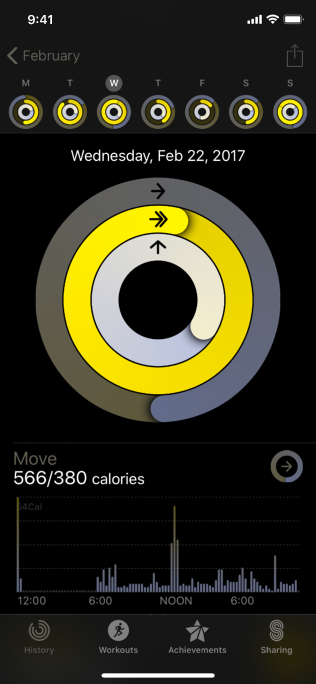 9:41
February
M T W T F S S
Wednesday, Feb 22, 2017
Move
566/380 calories
12:00 6:00 NOON 6:00
History Workouts Achievements Sharing